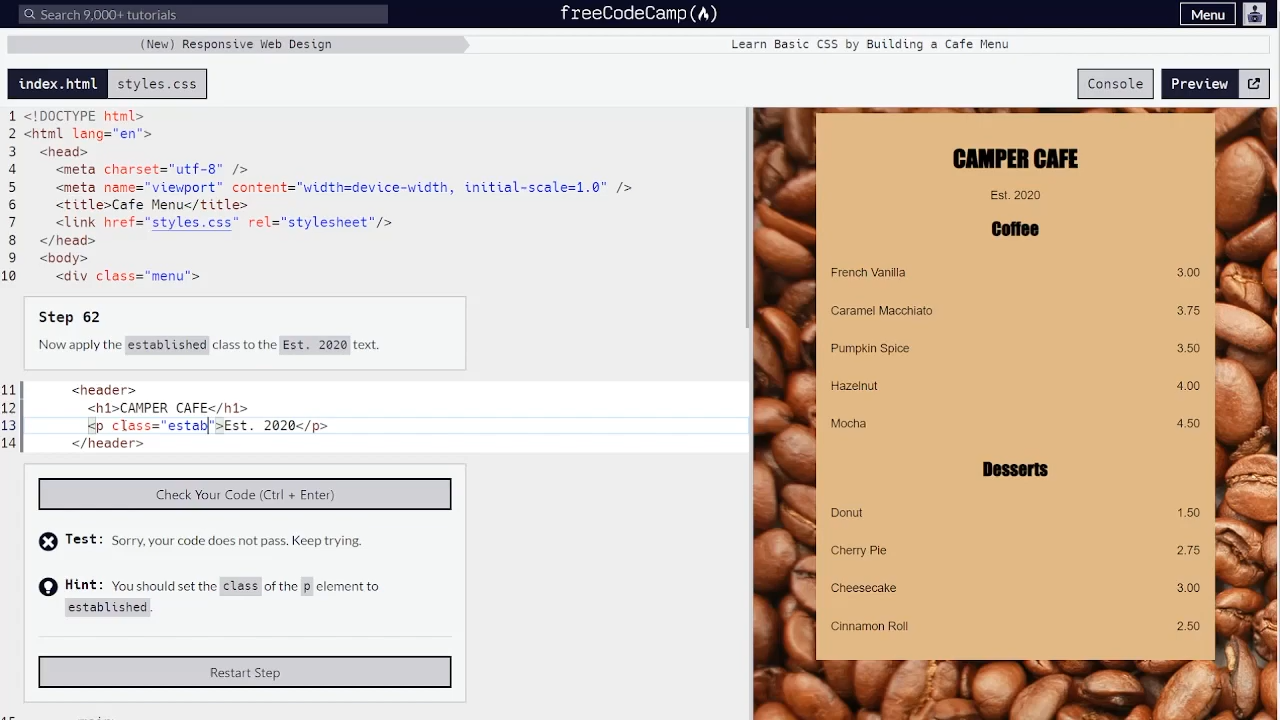 Search 9,000+ tutorials
freeCodeCamp
Menu
(New) Responsive Web Design
Learn Basic CSS by Building a Cafe Menu
index.html
styles.css
Console
Preview
1 <!DOCTYPE html>
2 <html lang="en">
3 <head>
4 <meta charset="utf-8" />
5 <meta name="viewport" content="width=device-width, initial-scale=1.0" />
6 <title>Cafe Menu</title>
7 <link href="styles.css" rel="stylesheet"/>
8 </head>
9 <body>
10 <div class="menu">
Step 62
Now apply the established class to the Est. 2020 text.
11 <header>
12 <h1>CAMPER CAFE</h1>
13 <p class="estab">Est. 2020</p>
14 </header>
Check Your Code (Ctrl + Enter)
Test: Sorry, your code does not pass. Keep trying.
Hint: You should set the class of the p element to
established.
Restart Step
CAMPER CAFE
Est. 2020
Coffee
French Vanilla 3.00
Caramel Macchiato 3.75
Pumpkin Spice 3.50
Hazelnut 4.00
Mocha 4.50
Desserts
Donut 1.50
Cherry Pie 2.75
Cheesecake 3.00
Cinnamon Roll 2.50